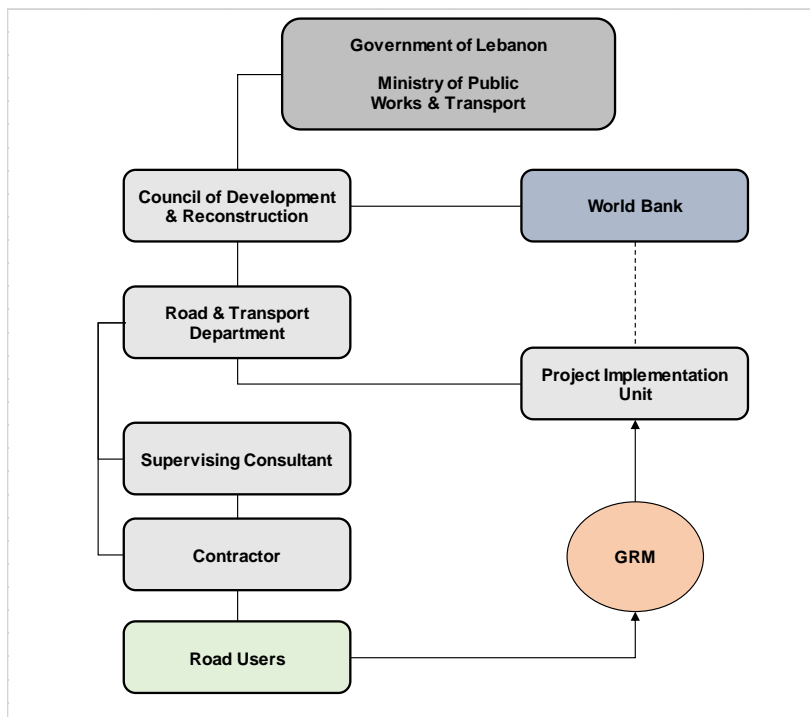 Government of Lebanon
Ministry of Public
Works & Transport
Council of Development
& Reconstruction
World Bank
Road & Transport
Department
Project Implementation
Unit
Supervising Consultant
Contractor
GRM
Road Users